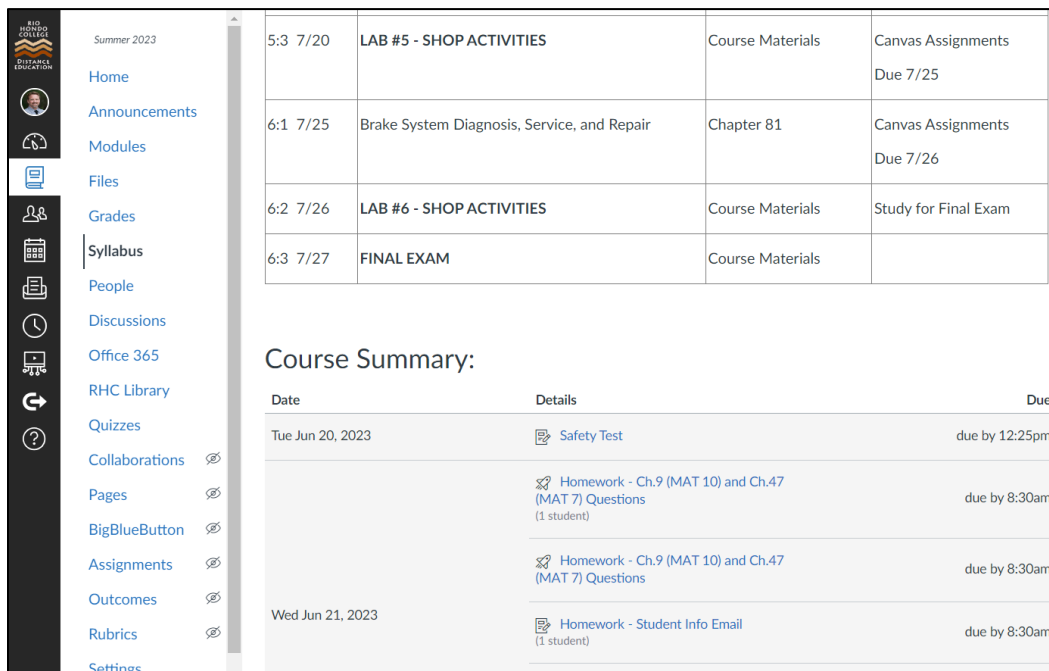 RIO
HONDO
COLLEGE
DISTANCE
EDUCATION
Summer 2023
Home
Announcements
Modules
Files
Grades
Syllabus
People
Discussions
Office 365
RHC Library
Quizzes
Collaborations
Pages
BigBlueButton
Assignments
Outcomes
Rubrics
Settings
5:3 7/20 LAB #5 - SHOP ACTIVITIES Course Materials Canvas Assignments
Due 7/25
6:1 7/25 Brake System Diagnosis, Service, and Repair Chapter 81 Canvas Assignments
Due 7/26
6:2 7/26 LAB #6 - SHOP ACTIVITIES Course Materials Study for Final Exam
6:3 7/27 FINAL EXAM Course Materials
Course Summary:
Date Details Due
Tue Jun 20, 2023 Safety Test due by 12:25pm
Homework - Ch.9 (MAT 10) and Ch.47
(MAT 7) Questions due by 8:30am
(1 student)
Homework - Ch.9 (MAT 10) and Ch.47
(MAT 7) Questions due by 8:30am
Wed Jun 21, 2023 Homework - Student Info Email due by 8:30am
(1 student)